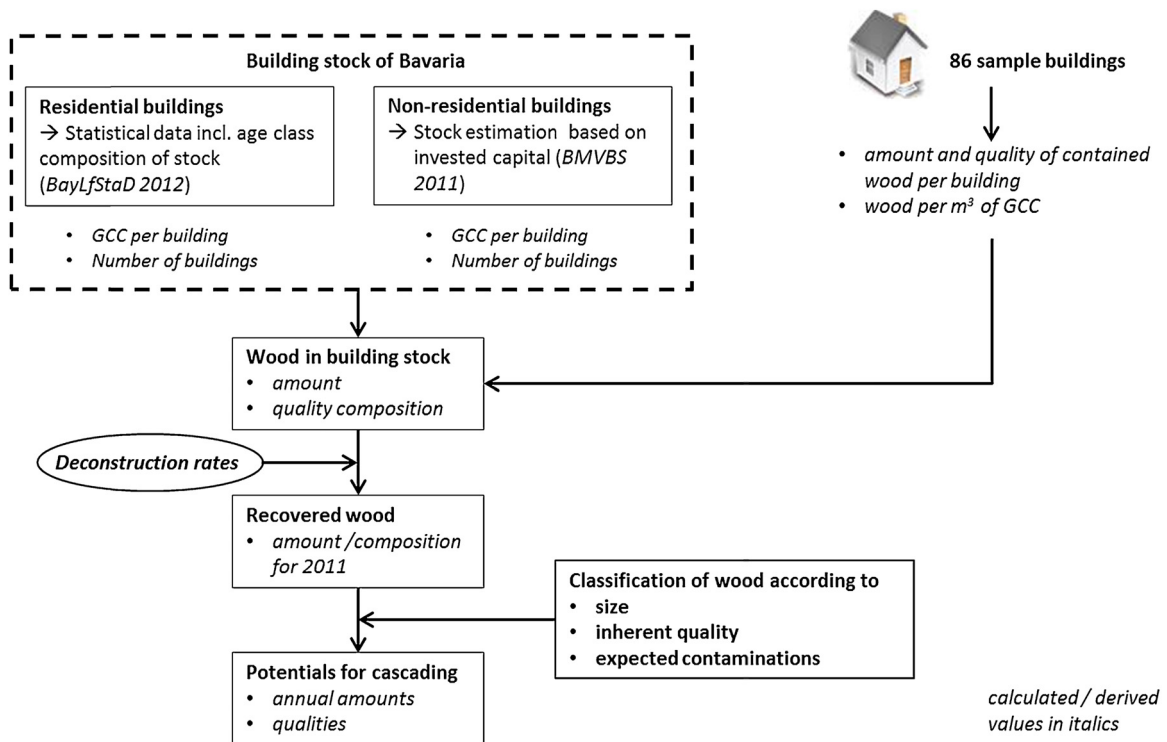 Building stock of Bavaria
Residential buildings
→ Statistical data incl. age class
composition of stock
(BayLfStaD 2012)
• GCC per building
• Number of buildings
Non-residential buildings
→ Stock estimation based on
invested capital (BMVBS
2011)
• GCC per building
• Number of buildings
86 sample buildings
• amount and quality of contained
wood per building
• wood per m³ of GCC
Wood in building stock
• amount
• quality composition
Deconstruction rates
Recovered wood
• amount /composition
for 2011
Classification of wood according to
• size
• inherent quality
• expected contaminations
Potentials for cascading
• annual amounts
• qualities
calculated / derived
values in italics